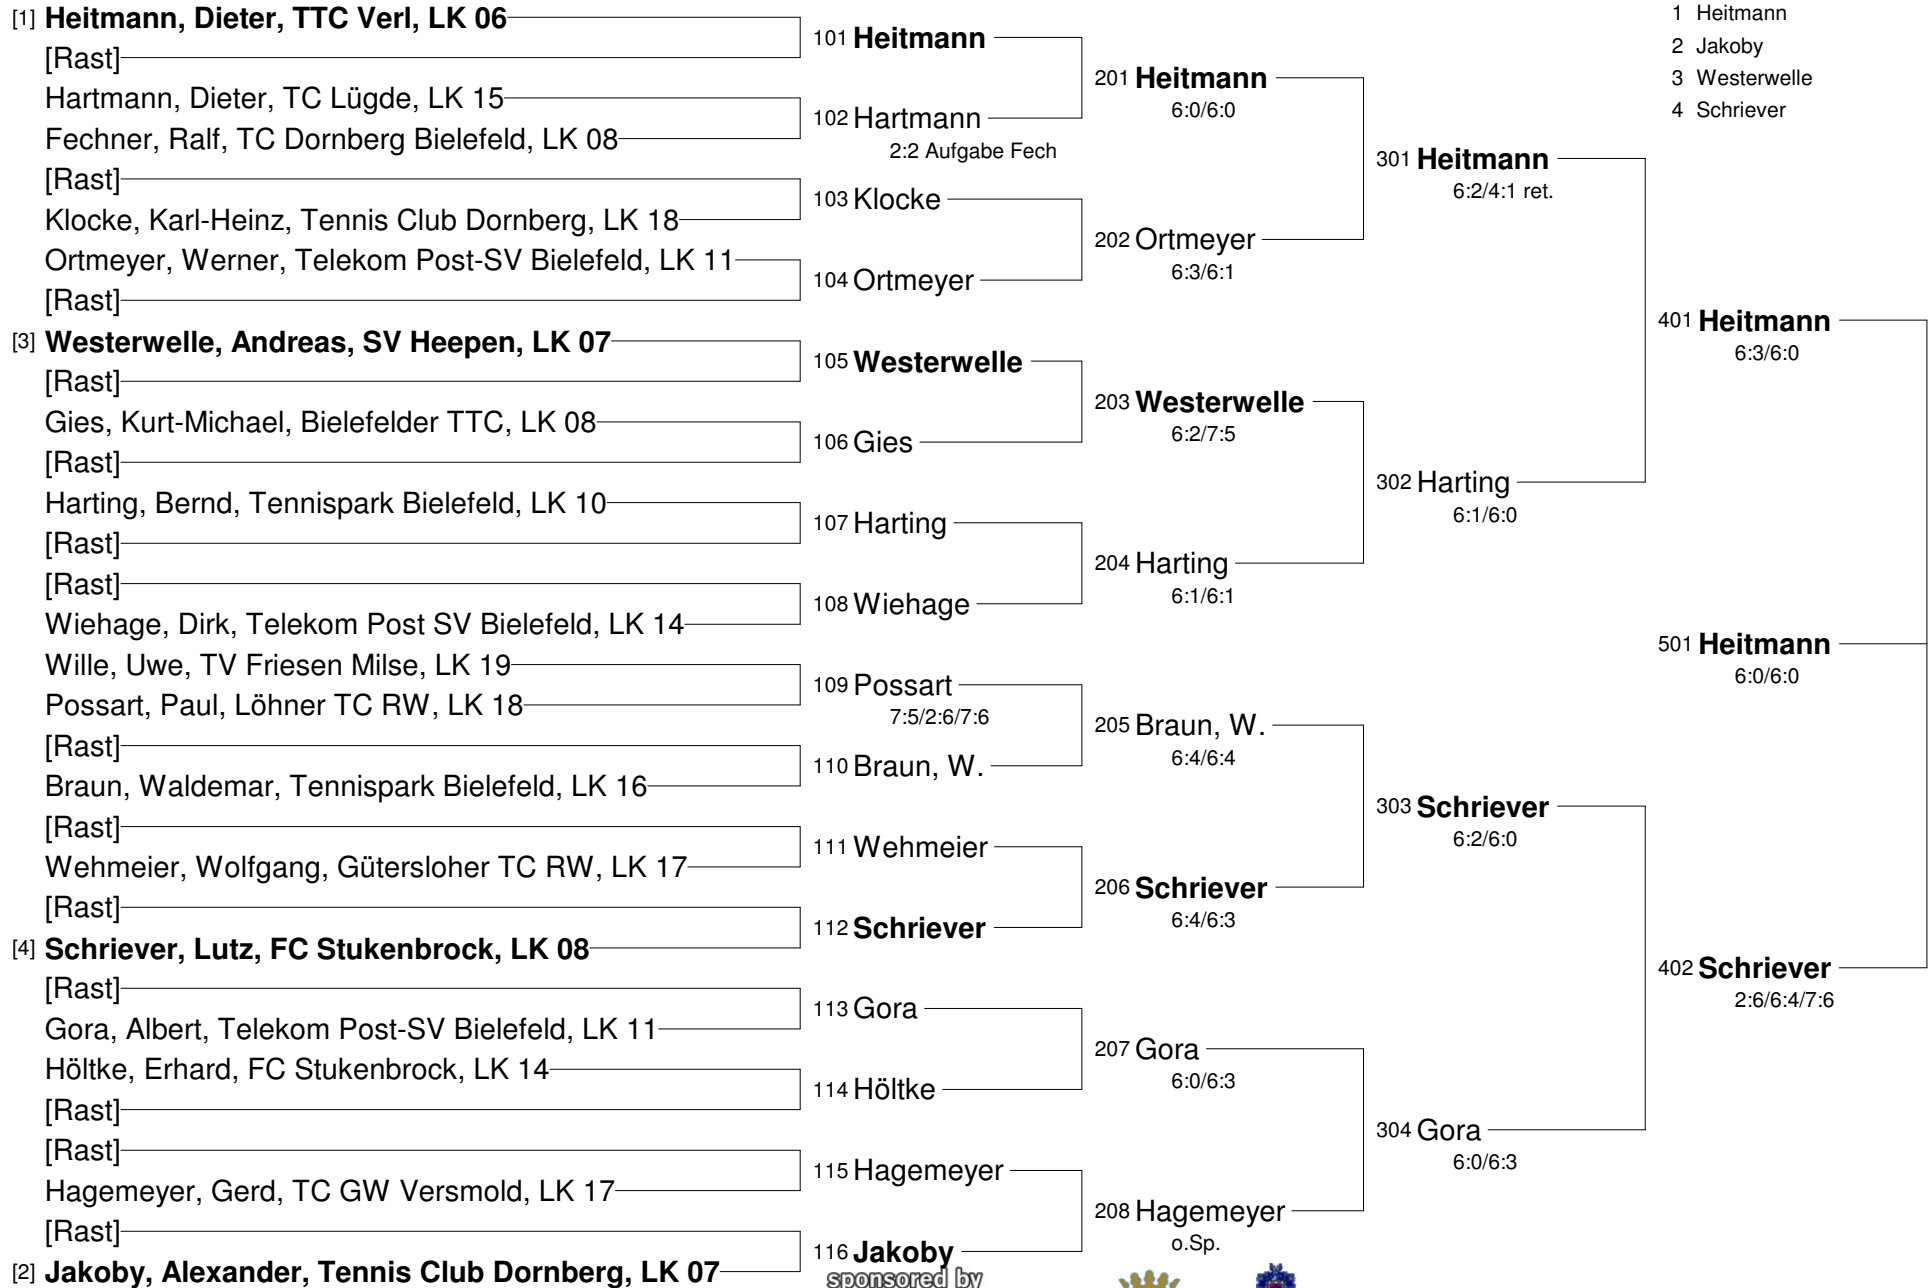 [1] Heitmann, Dieter, TTC Verl, LK 06
[Rast]
Hartmann, Dieter, TC Lügde, LK 15
Fechner, Ralf, TC Dornberg Bielefeld, LK 08
[Rast]
Klocke, Karl-Heinz, Tennis Club Dornberg, LK 18
Ortmeyer, Werner, Telekom Post-SV Bielefeld, LK 11
[Rast]
[3] Westerwelle, Andreas, SV Heepen, LK 07
[Rast]
Gies, Kurt-Michael, Bielefelder TTC, LK 08
[Rast]
Harting, Bernd, Tennispark Bielefeld, LK 10
[Rast]
[Rast]
Wiehage, Dirk, Telekom Post SV Bielefeld, LK 14
Wille, Uwe, TV Friesen Milse, LK 19
Possart, Paul, Löhner TC RW, LK 18
[Rast]
Braun, Waldemar, Tennispark Bielefeld, LK 16
[Rast]
Wehmeier, Wolfgang, Gütersloher TC RW, LK 17
[Rast]
[4] Schriever, Lutz, FC Stukenbrock, LK 08
[Rast]
Gora, Albert, Telekom Post-SV Bielefeld, LK 11
Höltke, Erhard, FC Stukenbrock, LK 14
[Rast]
[Rast]
Hagemeyer, Gerd, TC GW Versmold, LK 17
[Rast]
[2] Jakoby, Alexander, Tennis Club Dornberg, LK 07
101 Heitmann
102 Hartmann
2:2 Aufgabe Fech
103 Klocke
104 Ortmeyer
105 Westerwelle
106 Gies
107 Harting
108 Wiehage
109 Possart
7:5/2:6/7:6
110 Braun, W.
111 Wehmeier
112 Schriever
113 Gora
114 Höltke
115 Hagemeyer
116 Jakoby
sponsored by
201 Heitmann
6:0/6:0
202 Ortmeyer
6:3/6:1
203 Westerwelle
6:2/7:5
204 Harting
6:1/6:1
205 Braun, W.
6:4/6:4
206 Schriever
6:4/6:3
207 Gora
6:0/6:3
208 Hagemeyer
o.Sp.
301 Heitmann
6:2/4:1 ret.
302 Harting
6:1/6:0
303 Schriever
6:2/6:0
304 Gora
6:0/6:3
1 Heitmann
2 Jakoby
3 Westerwelle
4 Schriever
401 Heitmann
6:3/6:0
501 Heitmann
6:0/6:0
402 Schriever
2:6/6:4/7:6